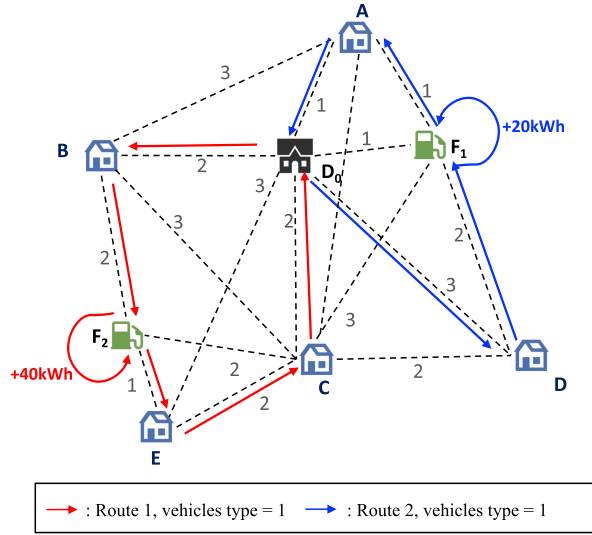 A
3
1
1
+20kWh
B
1
F₁
2
D₀
3
2
3
2
2
3
2
F₂
3
+40kWh
2
1
2
C
2
D
E
: Route 1, vehicles type = 1
: Route 2, vehicles type = 1